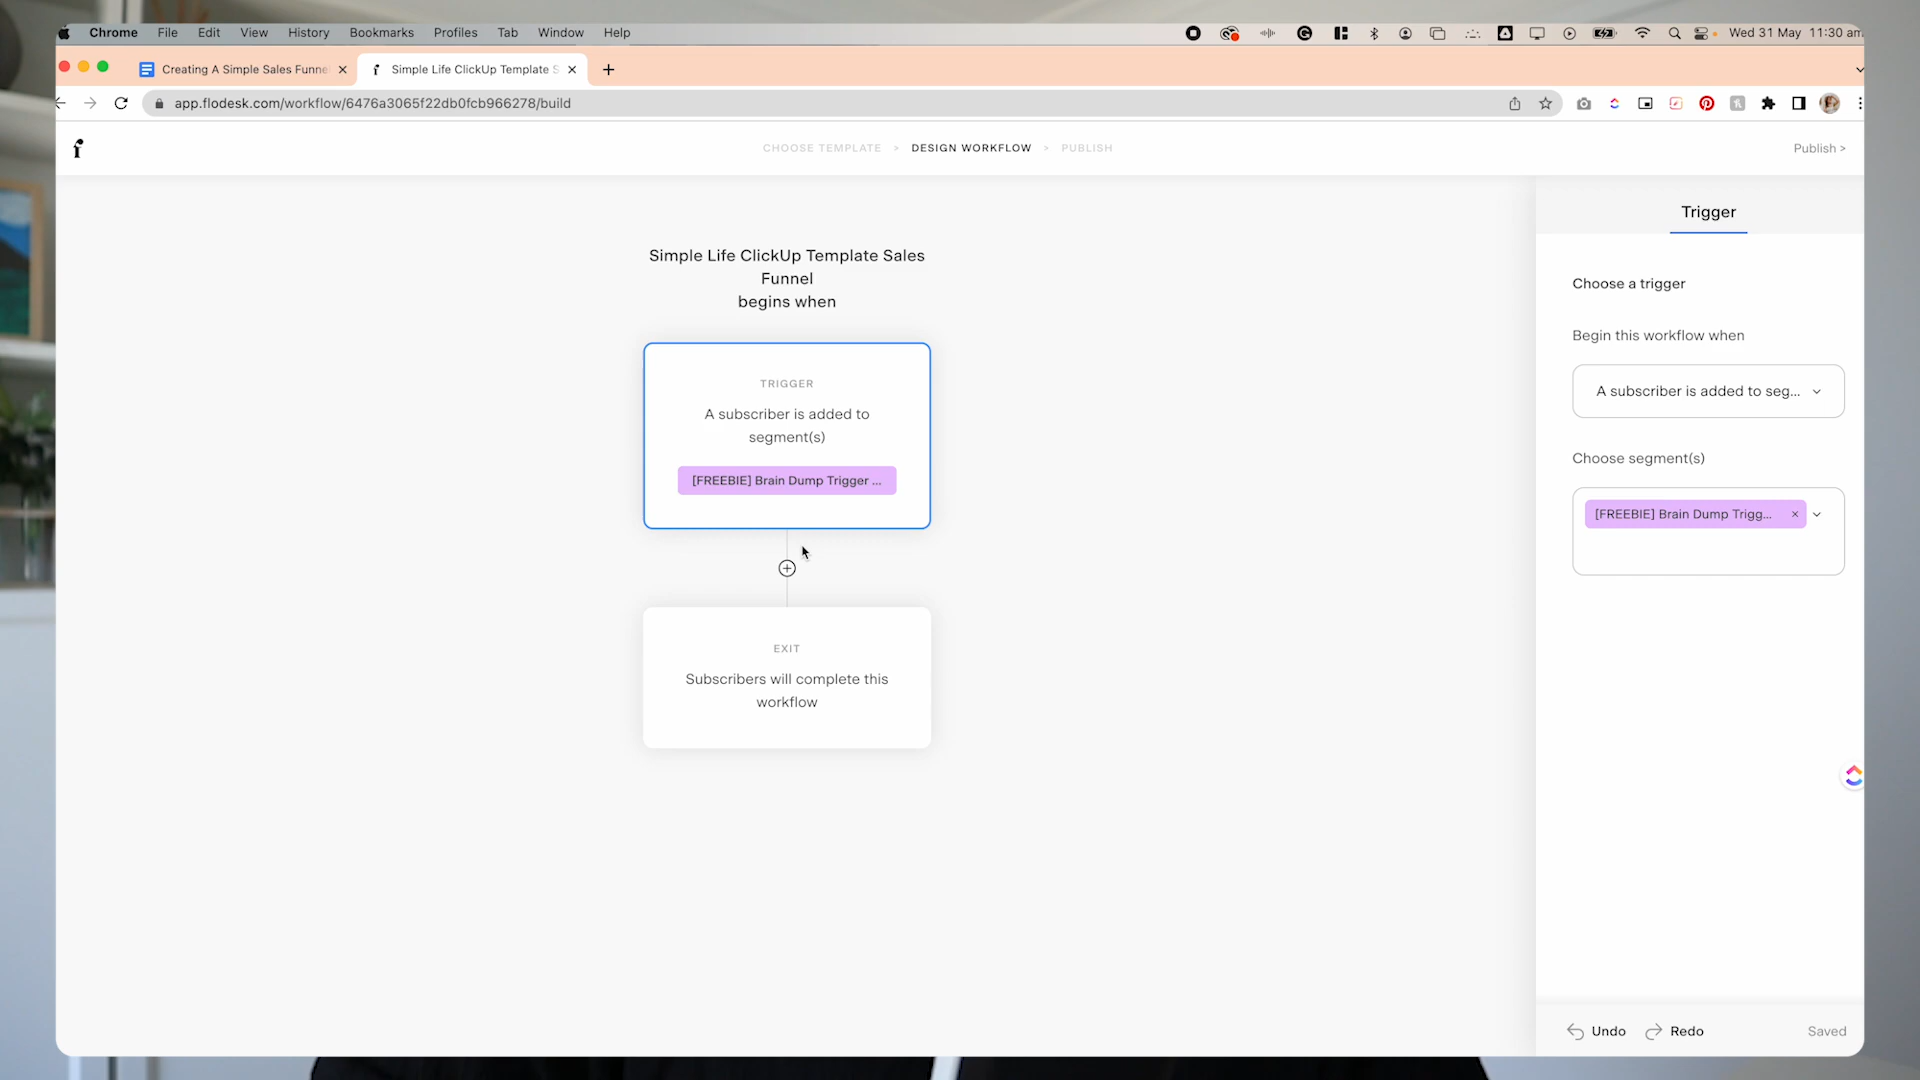 Chrome File Edit View History Bookmarks Profiles Tab Window Help Wed 31 May 11:30 am
Creating A Simple Sales Funne Simple Life ClickUp Template S
app.flodesk.com/workflow/6476a3065f22db0fcb966278/build
CHOOSE TEMPLATE > DESIGN WORKFLOW > PUBLISH
Publish >
Simple Life ClickUp Template Sales
Funnel
begins when
TRIGGER
A subscriber is added to
segment(s)
[FREEBIE] Brain Dump Trigger ...
EXIT
Subscribers will complete this
workflow
Trigger
Choose a trigger
Begin this workflow when
A subscriber is added to seg...
Choose segment(s)
[FREEBIE] Brain Dump Trigg... ×
Undo Redo Saved